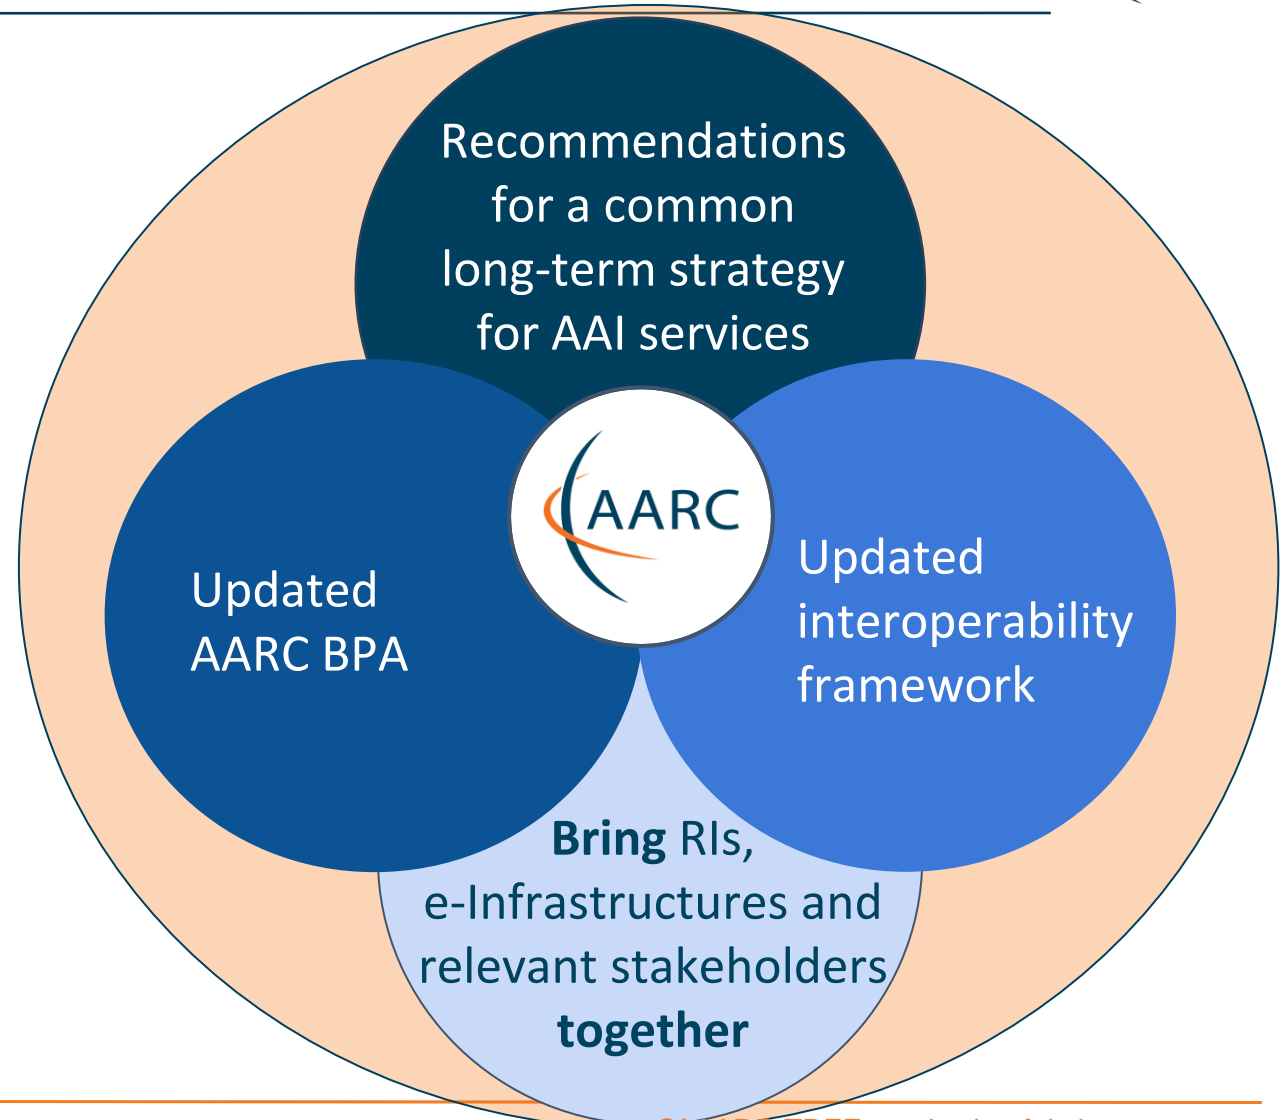 Recommendations
for a common
long-term strategy
for AAI services
AARC
Updated
AARC BPA
Updated
interoperability
framework
Bring RIs,
e-Infrastructures and
relevant stakeholders
together